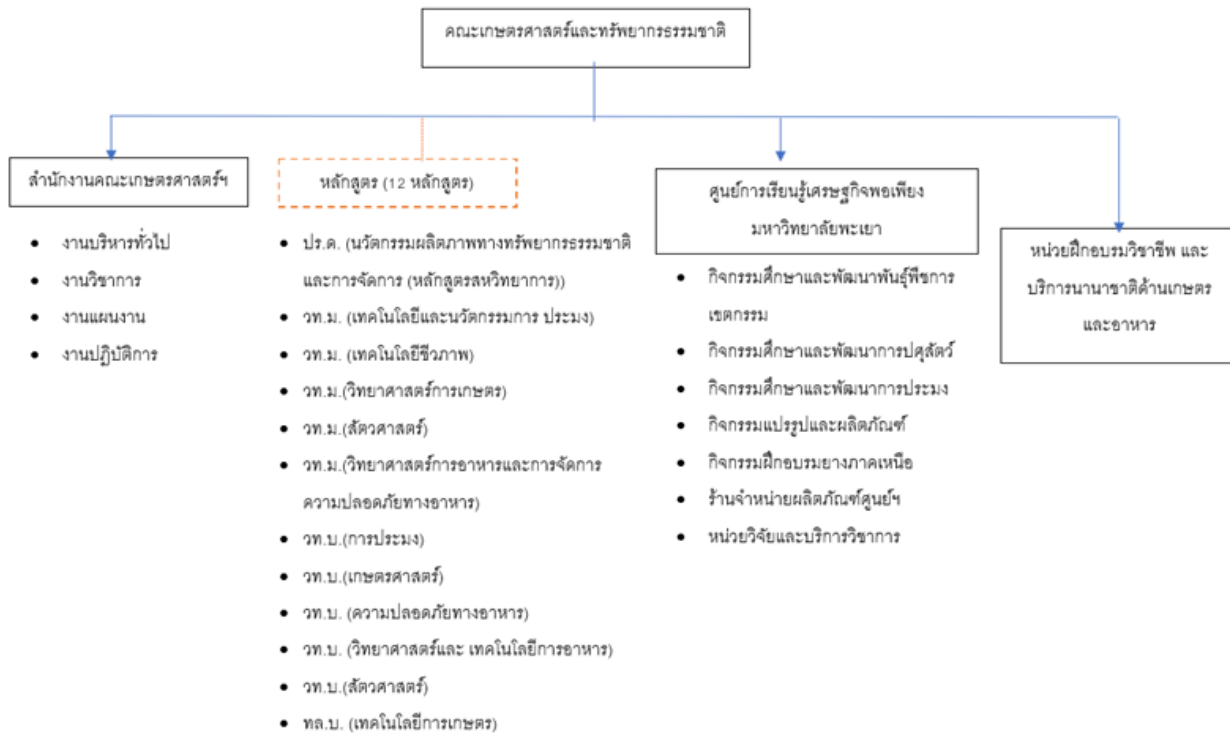 คณะเกษตรศาสตร์และทรัพยากรธรรมชาติ
สำนักงานคณะเกษตรศาสตร์ฯ
• งานบริหารทั่วไป
• งานวิชาการ
• งานแผนงาน
• งานปฏิบัติการ
หลักสูตร (12 หลักสูตร)
• ปร.ด. (นวัตกรรมผลิตภาพทางทรัพยากรธรรมชาติ
และการจัดการ (หลักสูตรสหวิทยาการ))
• วท.ม. (เทคโนโลยีและนวัตกรรมการ ประมง)
• วท.ม. (เทคโนโลยีชีวภาพ)
• วท.ม.(วิทยาศาสตร์การเกษตร)
• วท.ม.(สัตวศาสตร์)
• วท.ม.(วิทยาศาสตร์การอาหารและการจัดการ
ความปลอดภัยทางอาหาร)
• วท.บ.(การประมง)
• วท.บ.(เกษตรศาสตร์)
• วท.บ. (ความปลอดภัยทางอาหาร)
• วท.บ. (วิทยาศาสตร์และ เทคโนโลยีการอาหาร)
• วท.บ.(สัตวศาสตร์)
• ทล.บ. (เทคโนโลยีการเกษตร)
ศูนย์การเรียนรู้เศรษฐกิจพอเพียง
มหาวิทยาลัยพะเยา
• กิจกรรมศึกษาและพัฒนาพันธุ์พืชการ
เขตกรรม
• กิจกรรมศึกษาและพัฒนาการปศุสัตว์
• กิจกรรมศึกษาและพัฒนาการประมง
• กิจกรรมแปรรูปและผลิตภัณฑ์
• กิจกรรมฝึกอบรมยางภาคเหนือ
• ร้านจำหน่ายผลิตภัณฑ์ศูนย์ฯ
• หน่วยวิจัยและบริการวิชาการ
หน่วยฝึกอบรมวิชาชีพ และ
บริการนานาชาติด้านเกษตร
และอาหาร